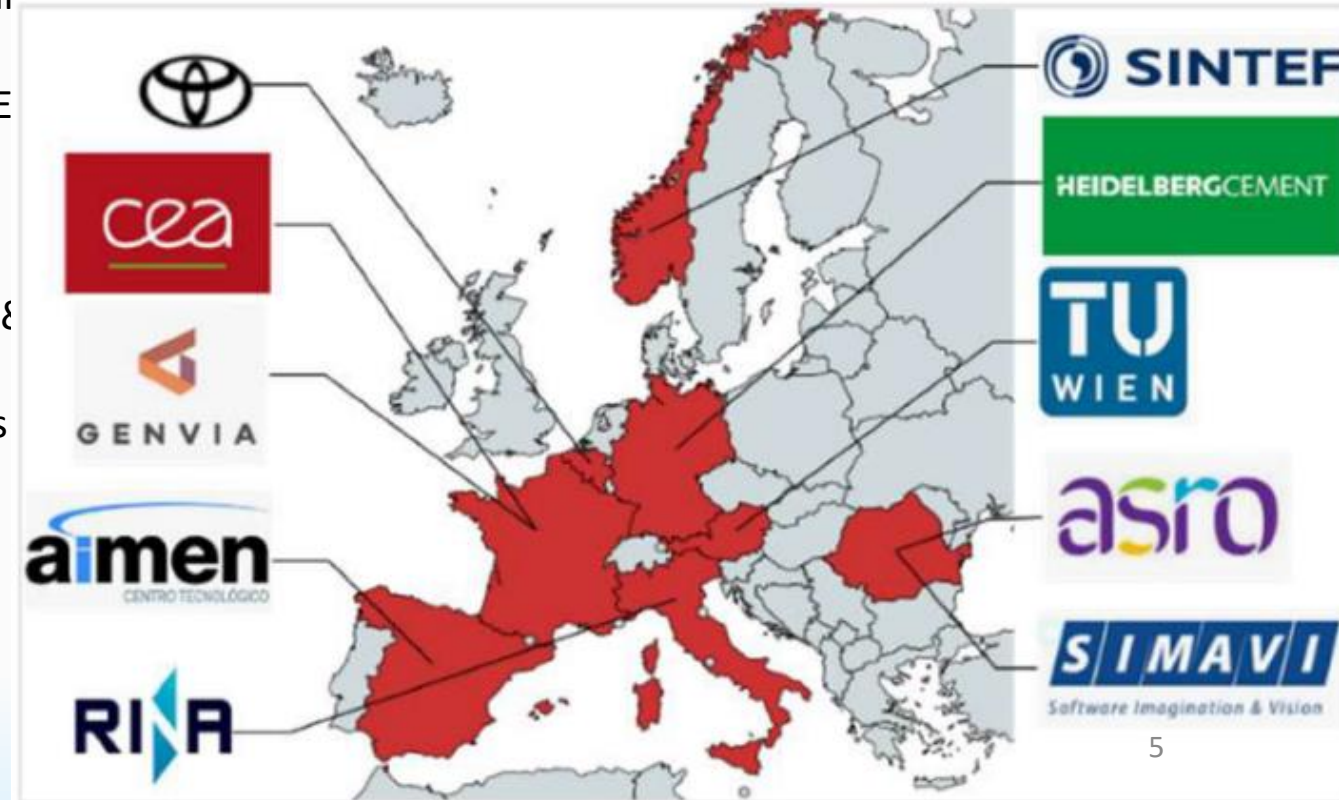 E
&
s
cea
GENVIA
aimen
CENTRO TECNOLÓGICO
RINA
SINTEF
HEIDELBERGCEMENT
TU
WIEN
asro
SIMAVI
Software Imagination & Vision
5